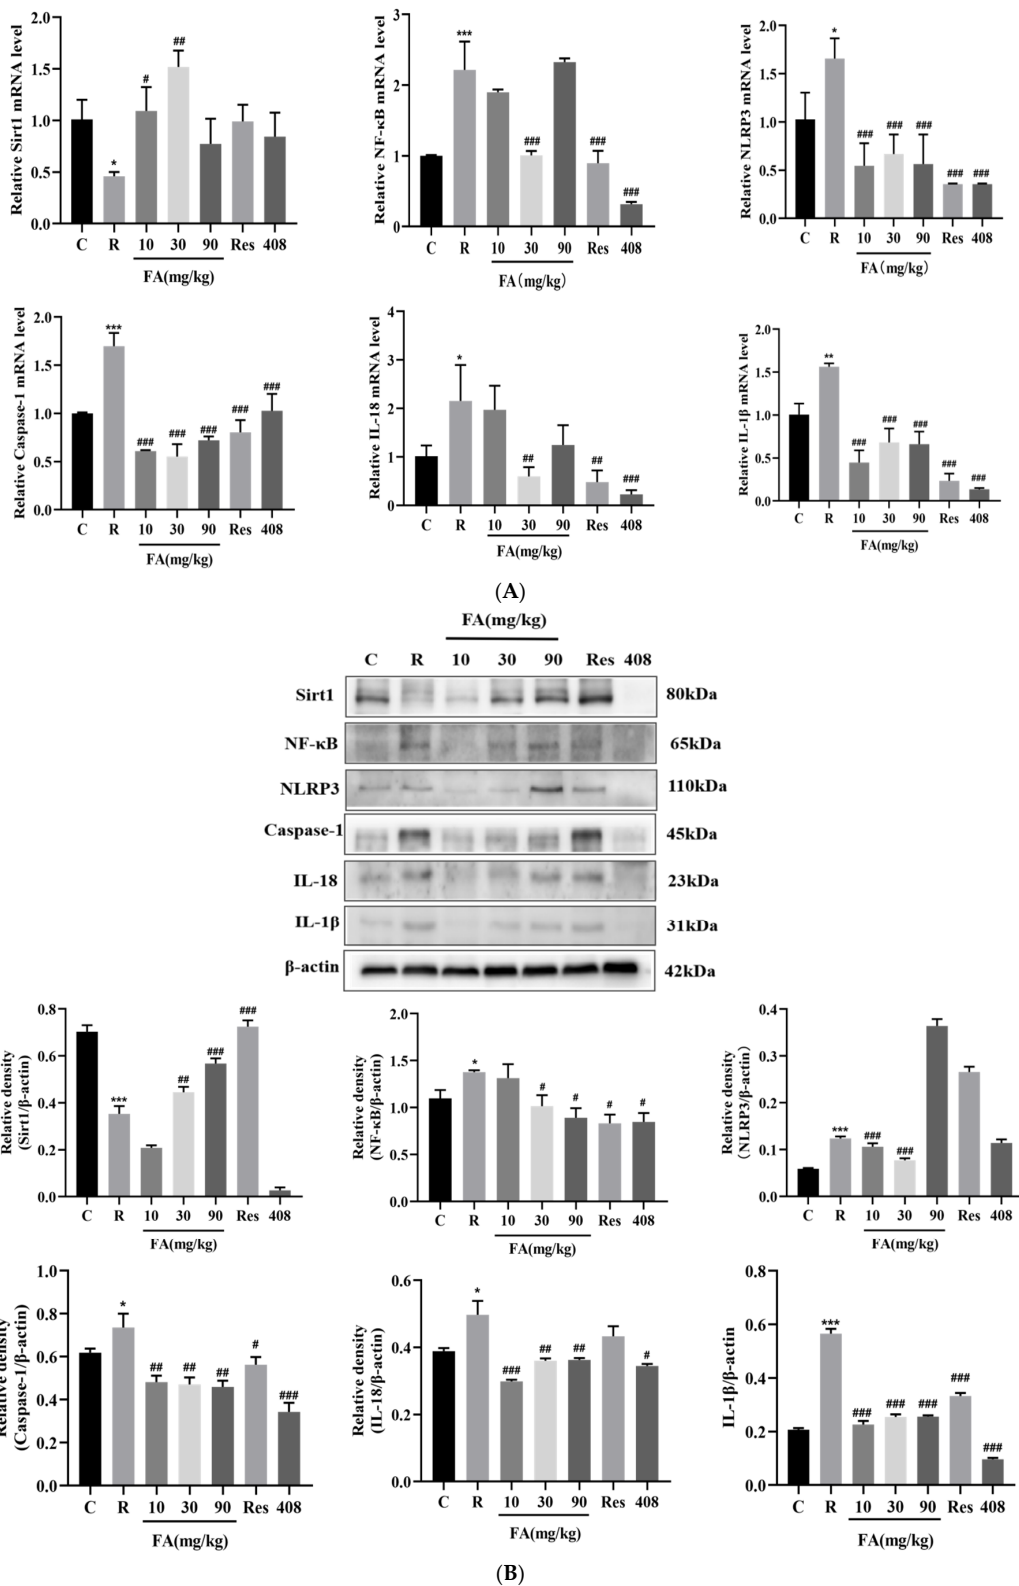 Relative Sirt1 mRNA level
2.0
1.5
1.0
0.5
0.0
*
#
##
C R 10 30 90 Res 408
FA(mg/kg)
Relative NF-κB mRNA level
3
2
1
0
***
###
###
###
C R 10 30 90 Res 408
FA(mg/kg)
Relative NLRP3 mRNA level
2.0
1.5
1.0
0.5
0.0
*
### ### ###
### ###
C R 10 30 90 Res 408
FA(mg/kg)
Relative Caspase-1 mRNA level
2.0
1.5
1.0
0.5
0.0
***
### ### ### ### ###
C R 10 30 90 Res 408
FA(mg/kg)
Relative IL-18 mRNA level
4
3
2
1
0
*
## ## ###
C R 10 30 90 Res 408
FA(mg/kg)
Relative IL-1β mRNA level
2.0
1.5
1.0
0.5
0.0
**
### ### ### ### ###
C R 10 30 90 Res 408
FA(mg/kg)
(A)
FA(mg/kg)
C R 10 30 90 Res 408
Sirt1 80kDa
NF-κB 65kDa
NLRP3 110kDa
Caspase-1 45kDa
IL-18 23kDa
IL-1β 31kDa
β-actin 42kDa
Relative density
(Sirt1/β-actin)
0.8
0.6
0.4
0.2
0.0
***
## ### ###
C R 10 30 90 Res 408
FA(mg/kg)
Relative density
(NF-κB/β-actin)
2.0
1.5
1.0
0.5
0.0
*
# # # #
C R 10 30 90 Res 408
FA(mg/kg)
Relative density
(NLRP3/β-actin)
0.4
0.3
0.2
0.1
0.0
*** ### ###
C R 10 30 90 Res 408
FA(mg/kg)
Relative density
(Caspase-1/β-actin)
1.0
0.8
0.6
0.4
0.2
0.0
*
## ## ## # ###
C R 10 30 90 Res 408
FA(mg/kg)
Relative density
(IL-18/β-actin)
0.6
0.4
0.2
0.0
*
### ## ## #
C R 10 30 90 Res 408
FA(mg/kg)
IL-1β/β-actin
0.8
0.6
0.4
0.2
0.0
***
### ### ### ### ###
C R 10 30 90 Res 408
FA(mg/kg)
(B)